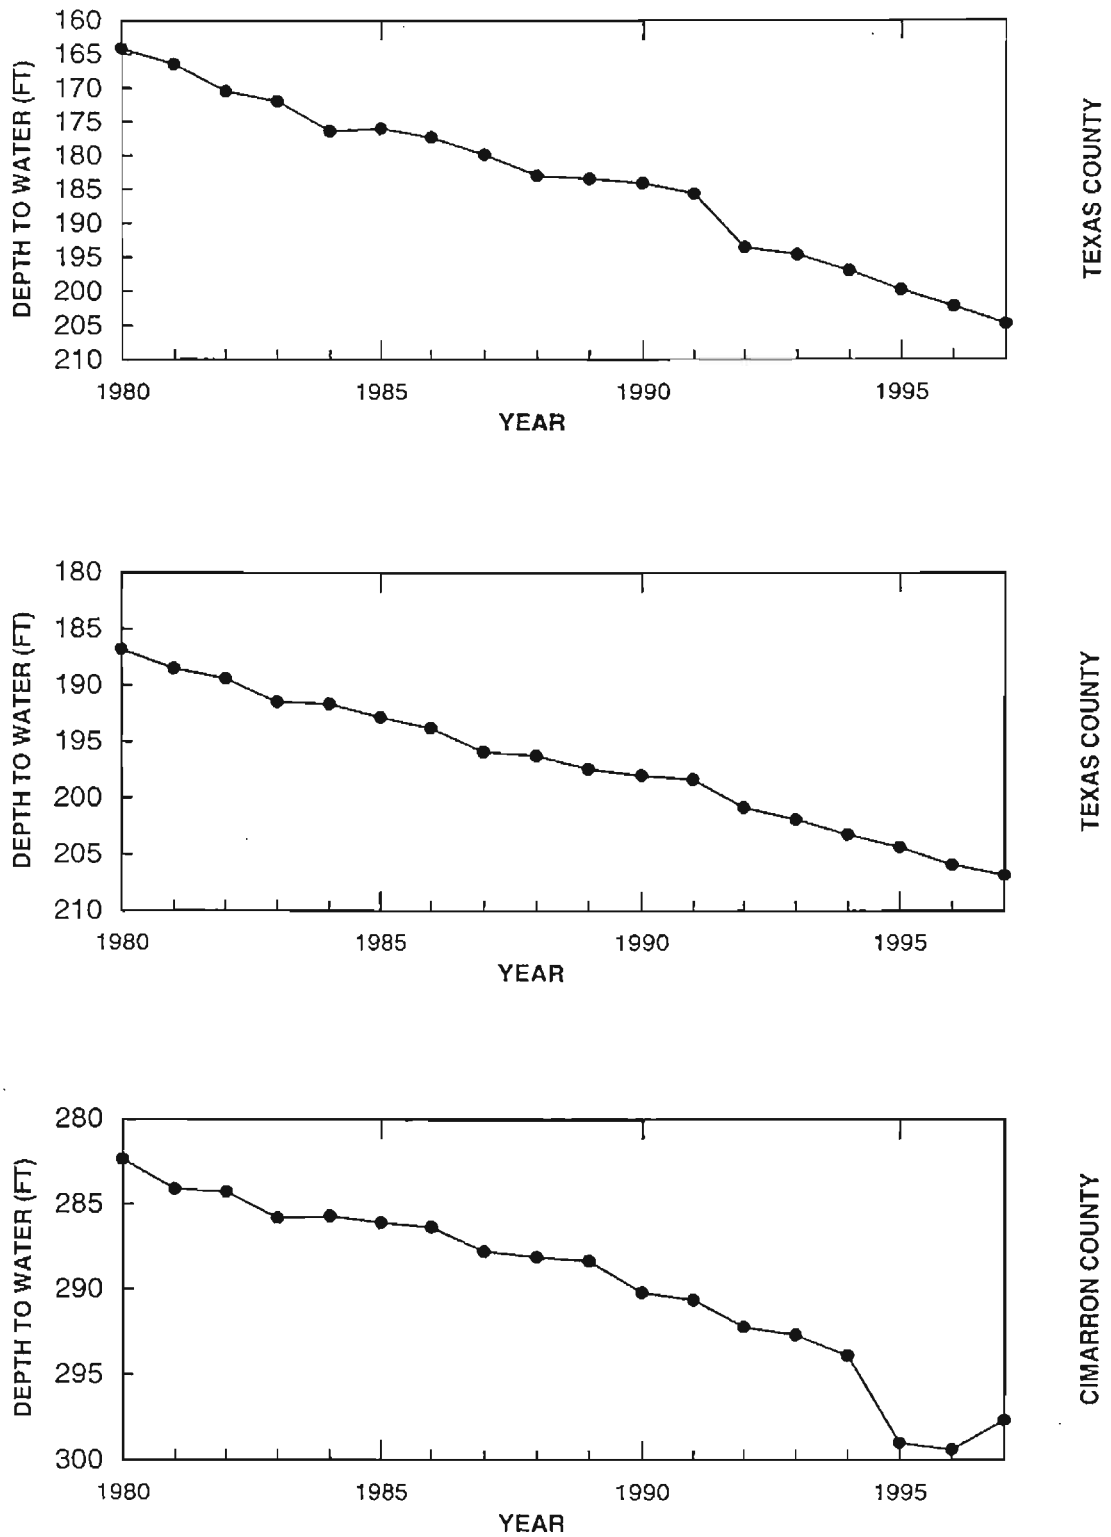 160
165
170
175
180
185
190
195
200
205
210
DEPTH TO WATER (FT)
1980 1985 1990 1995
YEAR
TEXAS COUNTY
180
185
190
195
200
205
210
DEPTH TO WATER (FT)
1980 1985 1990 1995
YEAR
TEXAS COUNTY
280
285
290
295
300
DEPTH TO WATER (FT)
1980 1985 1990 1995
YEAR
CIMARRON COUNTY